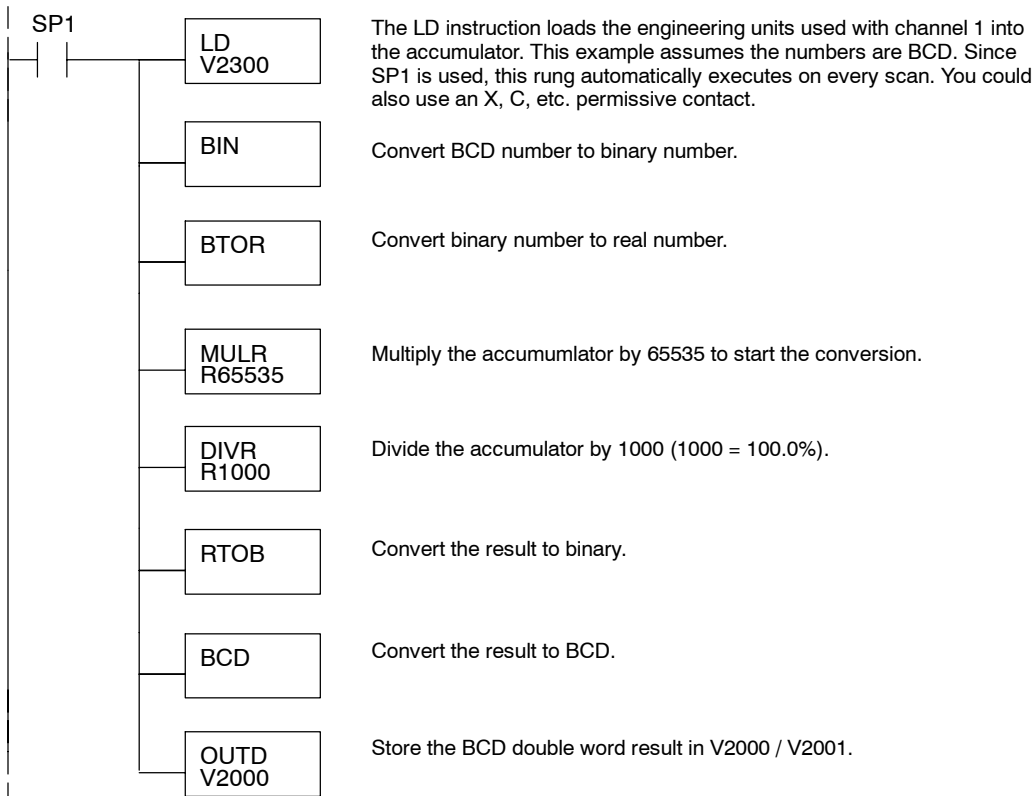 SP1
LD
V2300
The LD instruction loads the engineering units used with channel 1 into
the accumulator. This example assumes the numbers are BCD. Since
SP1 is used, this rung automatically executes on every scan. You could
also use an X, C, etc. permissive contact.
BIN
Convert BCD number to binary number.
BTOR
Convert binary number to real number.
MULR
R65535
Multiply the accumumlator by 65535 to start the conversion.
DIVR
R1000
Divide the accumulator by 1000 (1000 = 100.0%).
RTOB
Convert the result to binary.
BCD
Convert the result to BCD.
OUTD
V2000
Store the BCD double word result in V2000 / V2001.